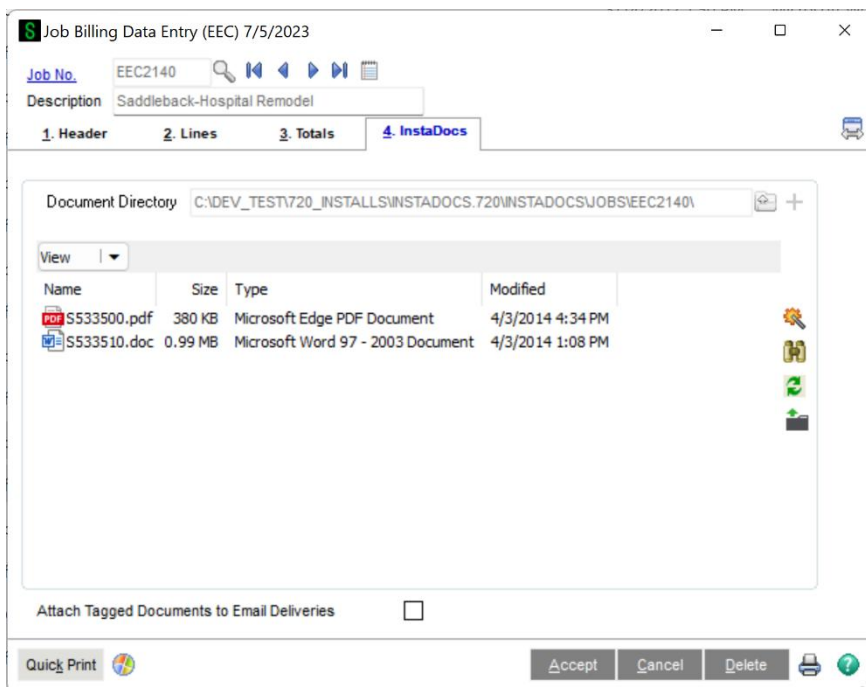 S Job Billing Data Entry (EEC) 7/5/2023
Job No. EEC2140
Description Saddleback-Hospital Remodel
1. Header 2. Lines 3. Totals 4. InstaDocs
Document Directory C:\DEV_TEST\720_INSTALLS\INSTADOCS.720\INSTADOCS\JOBS\EEC2140\
View
Name Size Type Modified
PDF S533500.pdf 380 KB Microsoft Edge PDF Document 4/3/2014 4:34 PM
W S533510.doc 0.99 MB Microsoft Word 97 - 2003 Document 4/3/2014 1:08 PM
Attach Tagged Documents to Email Deliveries
Quick Print Accept Cancel Delete ?